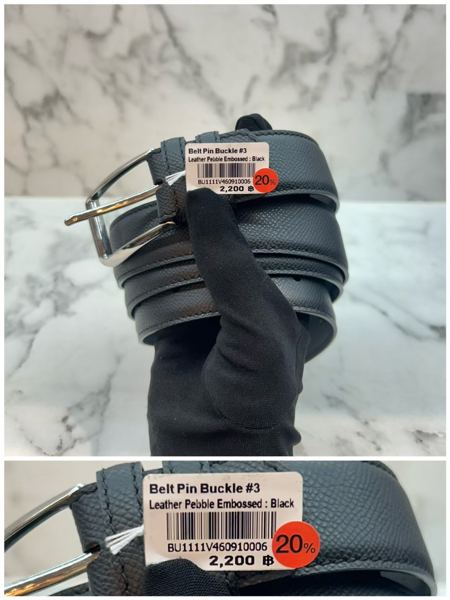 Belt Pin Buckle #3
Leather Pebble Embossed : Black
BU1111V460910006
20%
2,200 ฿
Belt Pin Buckle #3
Leather Pebble Embossed : Black
BU1111V460910006
20%
2,200 ฿